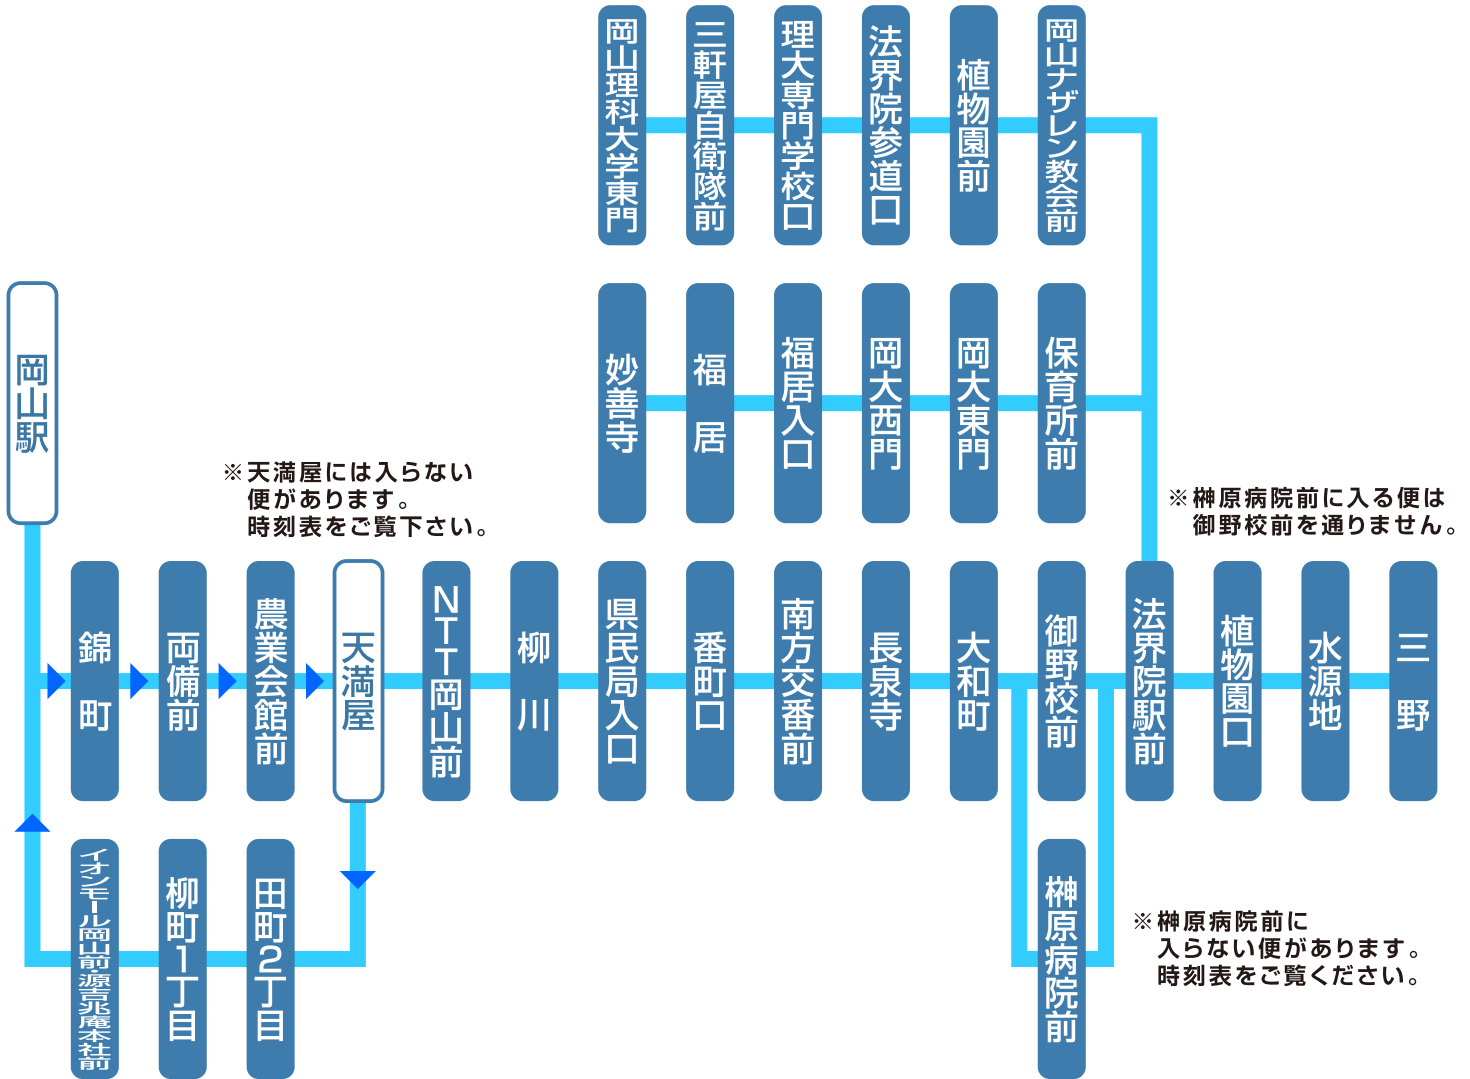 岡山理科大学東門
三軒屋自衛隊前
理大専門学校口
法界院参道口
植物園前
岡山ナザレン教会前
妙善寺
福居
福居入口
岡大西門
岡大東門
保育所前
岡山駅
※天満屋には入らない
便があります。
時刻表をご覧下さい。
※榊原病院前に入る便は
御野校前を通りません。
錦町
両備前
農業会館前
天満屋
NTT岡山前
柳川
県民局入口
番町口
南方交番前
長泉寺
大和町
御野校前
法界院駅前
植物園口
水源地
三野
イオンモール岡山前・源吉兆庵本社前
柳町1丁目
田町2丁目
榊原病院前
※榊原病院前に
入らない便があります。
時刻表をご覧ください。